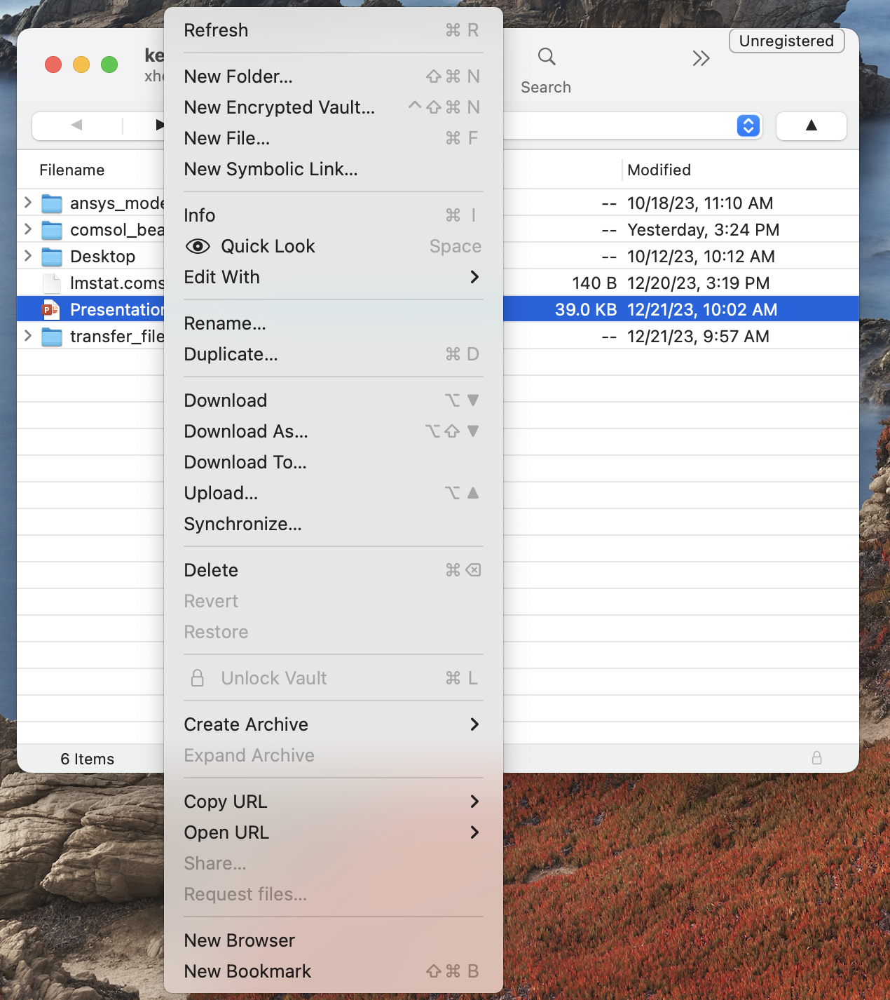 Refresh ⌘ R
New Folder... ⇧⌘ N
New Encrypted Vault... ^⇧⌘ N
New File... ⌘ F
New Symbolic Link...
Info ⌘ I
Quick Look Space
Edit With
Rename...
Duplicate... ⌘ D
Download ⌥ ▼
Download As... ⌥⇧ ▼
Download To...
Upload... ⌥ ▲
Synchronize...
Delete ⌘⌫
Revert
Restore
Unlock Vault ⌘ L
Create Archive
Expand Archive
Copy URL
Open URL
Share...
Request files...
New Browser
New Bookmark ⇧⌘ B
ke
xh
Search
Unregistered
Filename Modified
ansys_mod -- 10/18/23, 11:10 AM
comsol_bea -- Yesterday, 3:24 PM
Desktop -- 10/12/23, 10:12 AM
lmstat.coms 140 B 12/20/23, 3:19 PM
Presentation 39.0 KB 12/21/23, 10:02 AM
transfer_file -- 12/21/23, 9:57 AM
6 Items